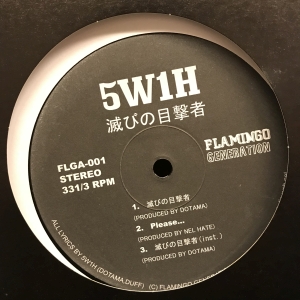 5W1H
滅びの目撃者
FLAMINGO
GENERATION
FLGA-001
STEREO
331/3 RPM
1. 滅びの目撃者
(PRODUCED BY DOTAMA)
2. Please...
(PRODUCED BY NEL HATE)
3. 滅びの目撃者(inst.)
(PRODUCED BY DOTAMA)
ALL LYRICS BY 5W1H (DOTAMA.DUFF) (C) FLAMINGO